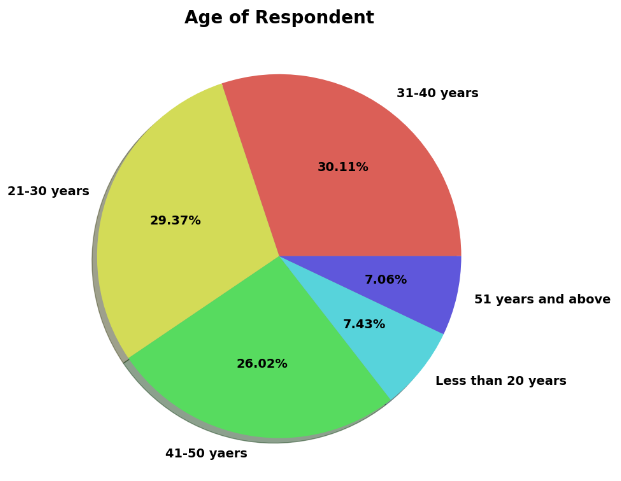 Age of Respondent
31-40 years
30.11%
21-30 years
29.37%
7.06%
51 years and above
7.43%
26.02%
Less than 20 years
41-50 yaers